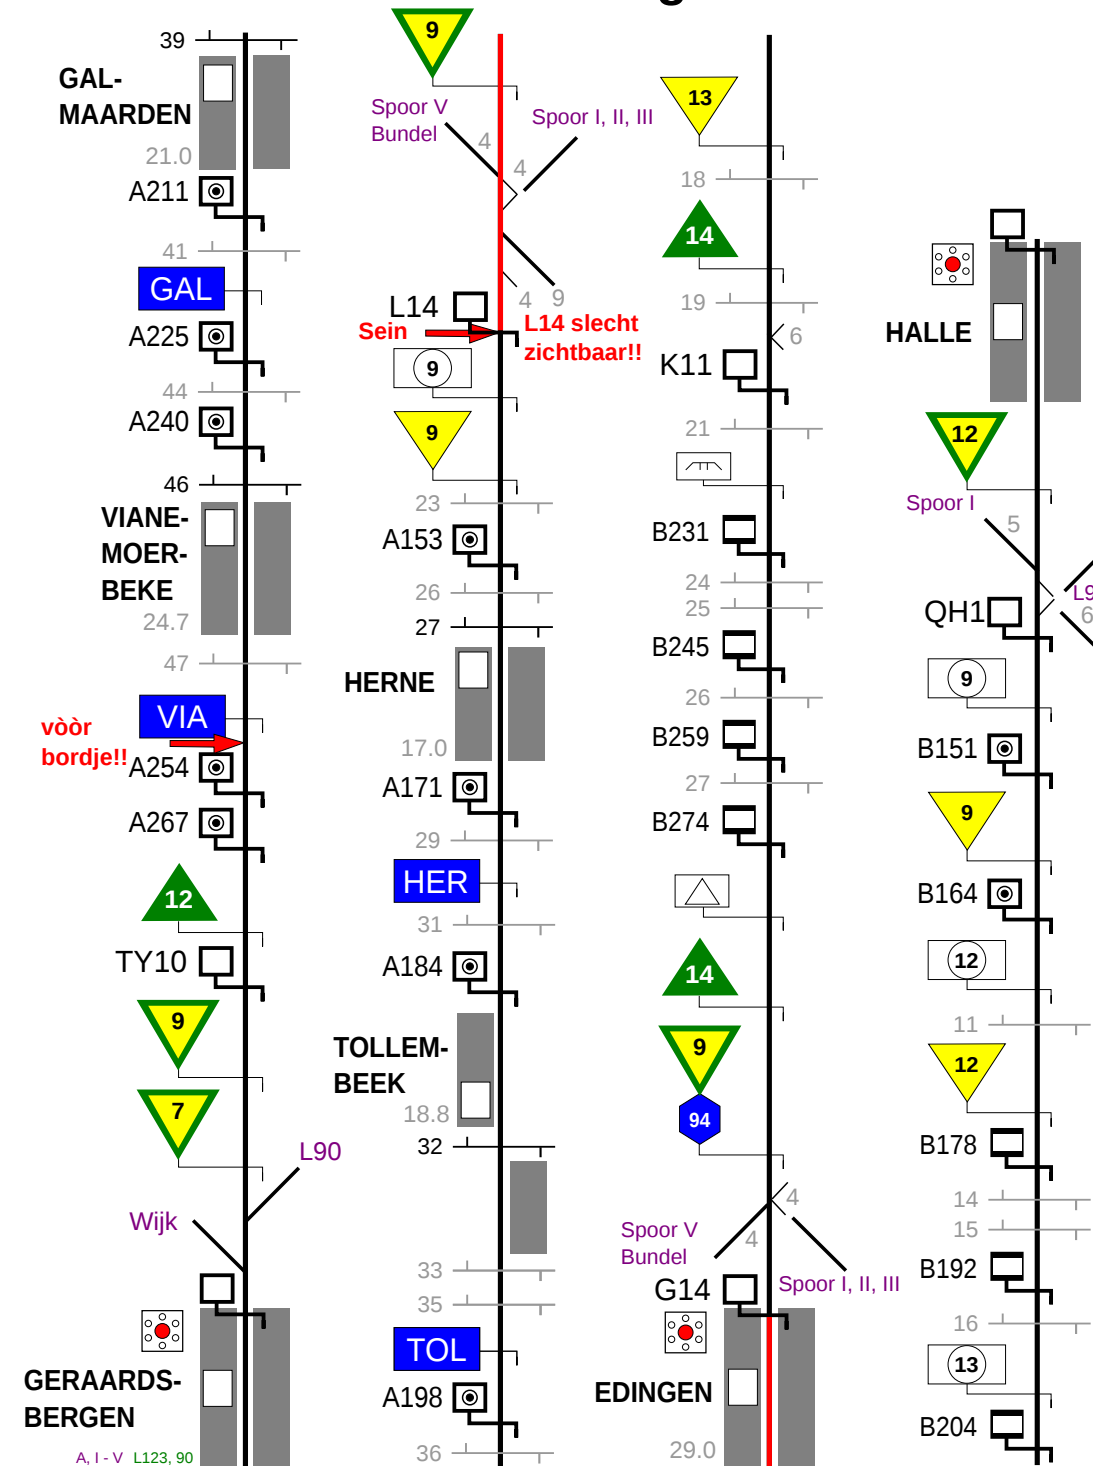 g
39
GAL-
MAARDEN
21.0
A211
41
GAL
A225
44
A240
46
VIANE-
MOER-
BEKE
24.7
47
VIA
vòòr
bordje!!
A254
A267
12
TY10
9
7
L90
Wijk
GERAARDS-
BERGEN
A, I - V L123, 90
9
Spoor V
Bundel
Spoor I, II, III
4
4
4
9
L14
Sein
L14 slecht
zichtbaar!!
9
9
23
A153
26
27
HERNE
17.0
A171
29
HER
31
A184
TOLLEM-
BEEK
18.8
32
33
35
TOL
A198
36
13
18
14
19
6
K11
21
B231
24
25
B245
26
B259
27
B274
14
9
94
4
Spoor V
Bundel
4
Spoor I, II, III
G14
EDINGEN
29.0
HALLE
12
Spoor I
5
L9
6
QH1
9
B151
9
B164
12
11
12
B178
14
15
B192
16
13
B204